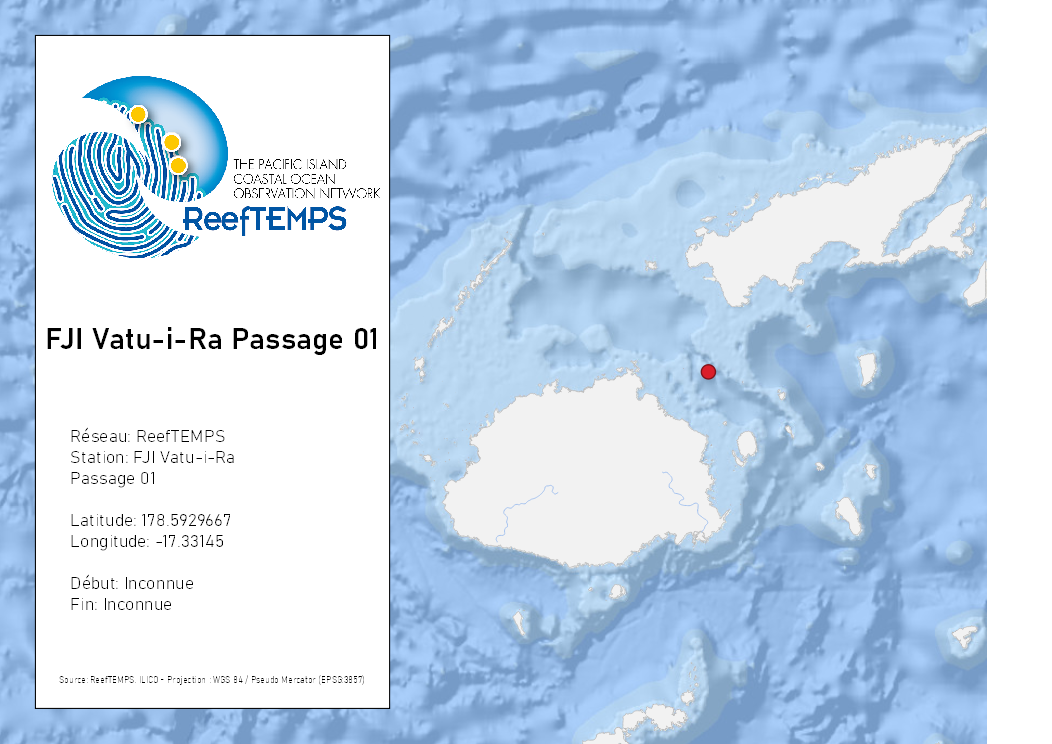 THE PACIFIC ISLAND
COASTAL OCEAN
OBSERVATION NETWORK
ReefTEMPS
FJI Vatu-i-Ra Passage 01
Réseau: ReefTEMPS
Station: FJI Vatu-i-Ra
Passage 01
Latitude: 178.5929667
Longitude: -17.33145
Début: Inconnue
Fin: Inconnue
Source: ReefTEMPS, ILICO - Projection : WGS 84 / Pseudo Mercator (EPSG:3857)